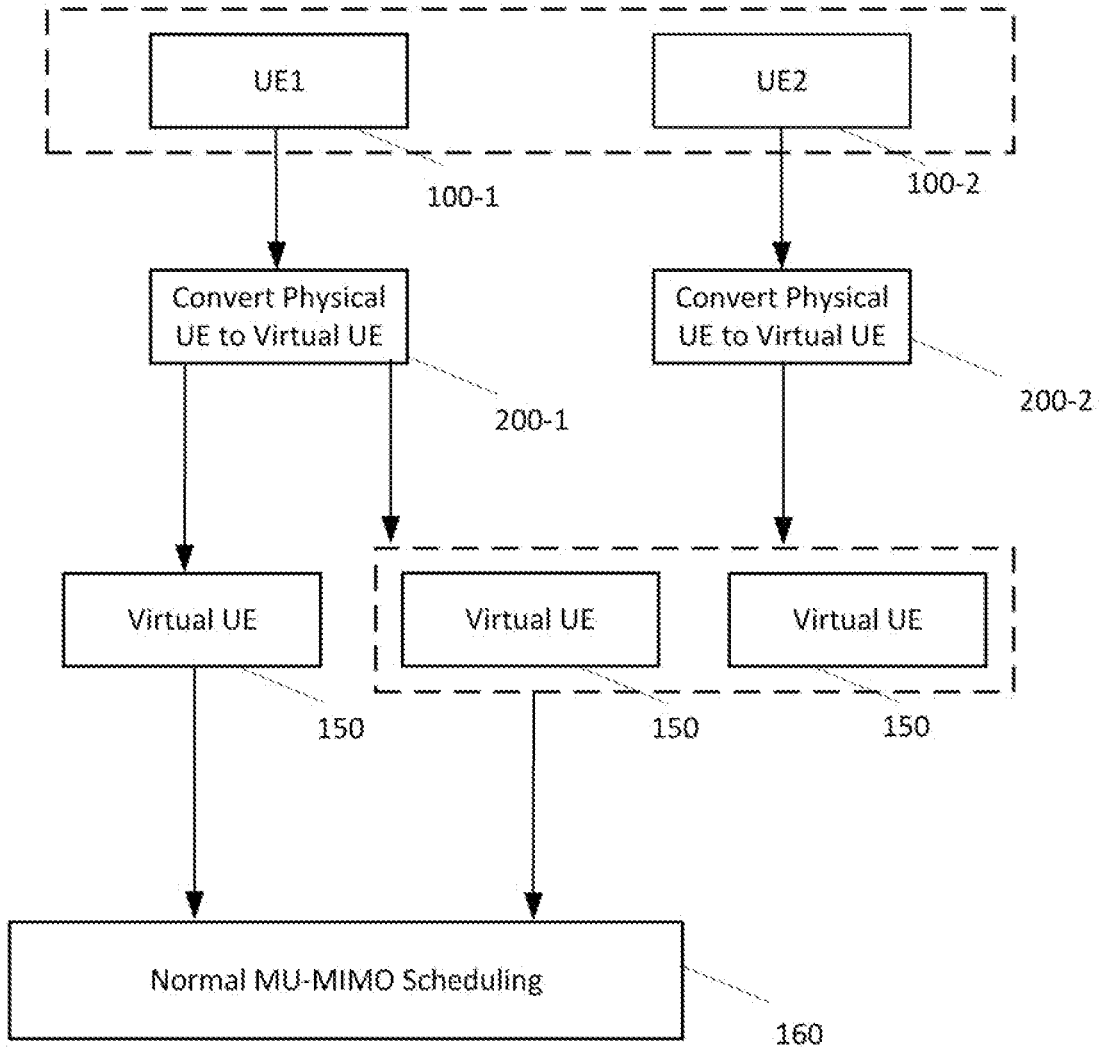 UE1
UE2
100-1
100-2
Convert Physical
UE to Virtual UE
Convert Physical
UE to Virtual UE
200-1
200-2
Virtual UE
Virtual UE
Virtual UE
150
150
150
Normal MU-MIMO Scheduling
160